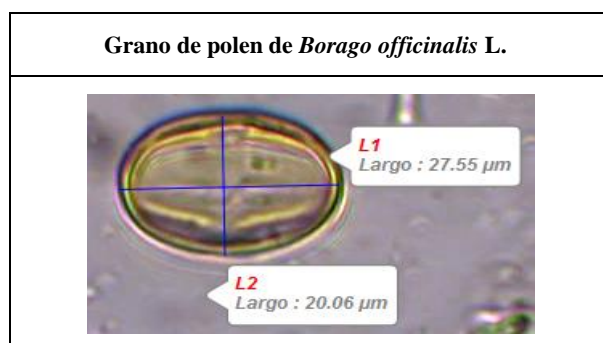 Grano de polen de Borago officinalis L.
L1
Largo : 27.55 µm
L2
Largo : 20.06 µm